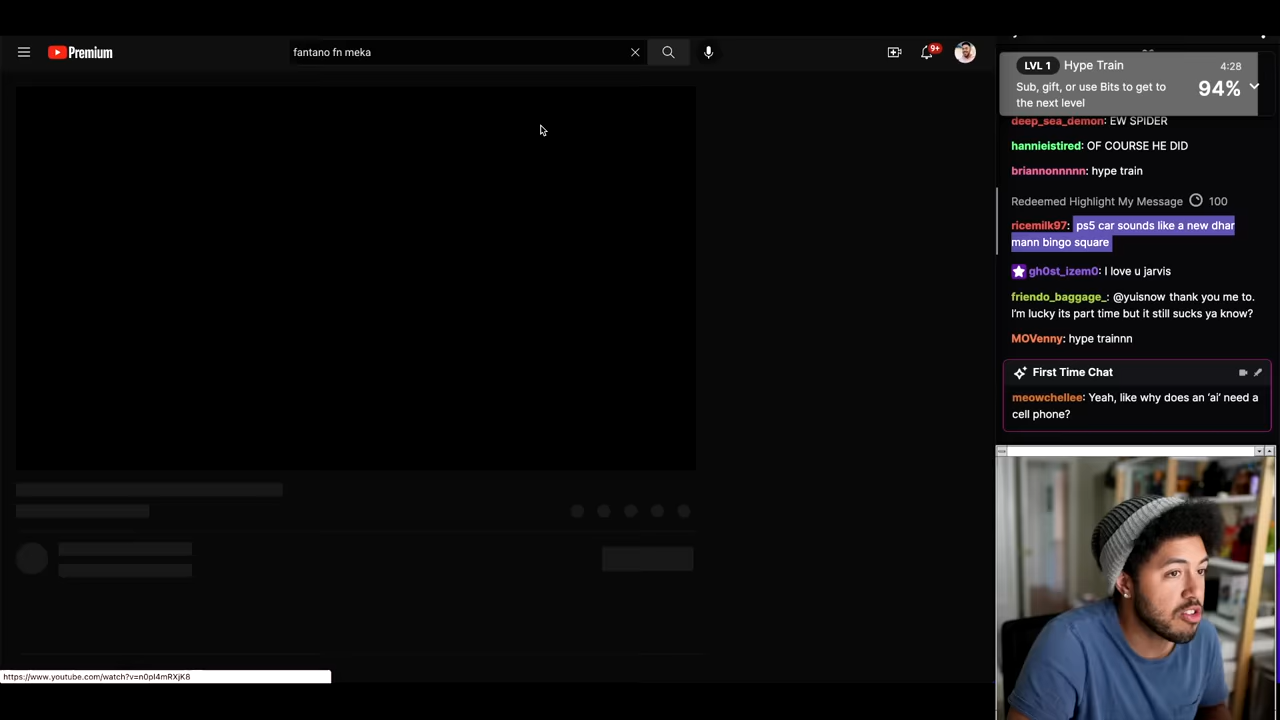 Premium
fantano fn meka
9+
LVL 1 Hype Train 4:28
Sub, gift, or use Bits to get to
the next level
94%
deep_sea_demon: EW SPIDER
hannieistired: OF COURSE HE DID
briannonnnnn: hype train
Redeemed Highlight My Message 100
ricemilk97: ps5 car sounds like a new dhar
mann bingo square
gh0st_izem0: I love u jarvis
friendo_baggage_: @yuisnow thank you me to.
I'm lucky its part time but it still sucks ya know?
MOVenny: hype trainnn
First Time Chat
meowchellee: Yeah, like why does an ‘ai’ need a
cell phone?
https://www.youtube.com/watch?v=n0pI4mRXjK8